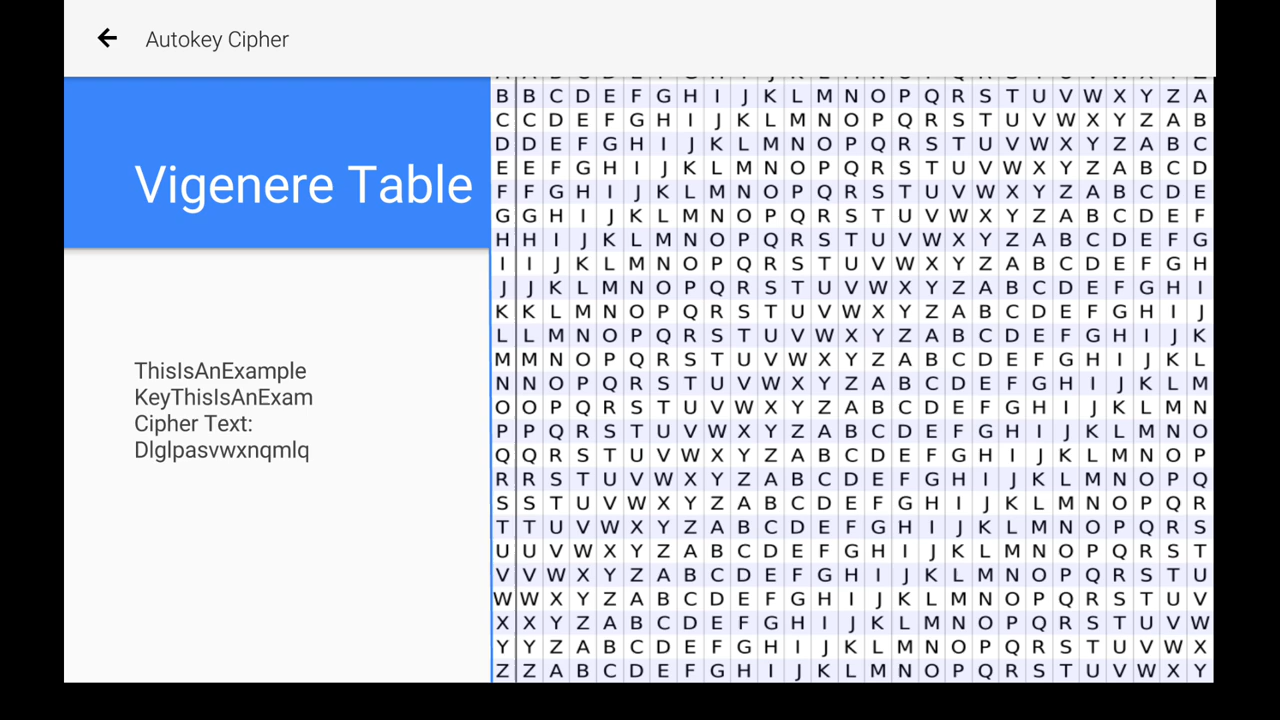 Autokey Cipher
Vigenere Table
ThisIsAnExample
KeyThisIsAnExam
Cipher Text:
Dlglpasvwxnqmlq
B B C D E F G H I J K L M N O P Q R S T U V W X Y Z A
C C D E F G H I J K L M N O P Q R S T U V W X Y Z A B
D D E F G H I J K L M N O P Q R S T U V W X Y Z A B C
E E F G H I J K L M N O P Q R S T U V W X Y Z A B C D
F F G H I J K L M N O P Q R S T U V W X Y Z A B C D E
G G H I J K L M N O P Q R S T U V W X Y Z A B C D E F
H H I J K L M N O P Q R S T U V W X Y Z A B C D E F G
I I J K L M N O P Q R S T U V W X Y Z A B C D E F G H
J J K L M N O P Q R S T U V W X Y Z A B C D E F G H I
K K L M N O P Q R S T U V W X Y Z A B C D E F G H I J
L L M N O P Q R S T U V W X Y Z A B C D E F G H I J K
M M N O P Q R S T U V W X Y Z A B C D E F G H I J K L
N N O P Q R S T U V W X Y Z A B C D E F G H I J K L M
O O P Q R S T U V W X Y Z A B C D E F G H I J K L M N
P P Q R S T U V W X Y Z A B C D E F G H I J K L M N O
Q Q R S T U V W X Y Z A B C D E F G H I J K L M N O P
R R S T U V W X Y Z A B C D E F G H I J K L M N O P Q
S S T U V W X Y Z A B C D E F G H I J K L M N O P Q R
T T U V W X Y Z A B C D E F G H I J K L M N O P Q R S
U U V W X Y Z A B C D E F G H I J K L M N O P Q R S T
V V W X Y Z A B C D E F G H I J K L M N O P Q R S T U
W W X Y Z A B C D E F G H I J K L M N O P Q R S T U V
X X Y Z A B C D E F G H I J K L M N O P Q R S T U V W
Y Y Z A B C D E F G H I J K L M N O P Q R S T U V W X
Z Z A B C D E F G H I J K L M N O P Q R S T U V W X Y